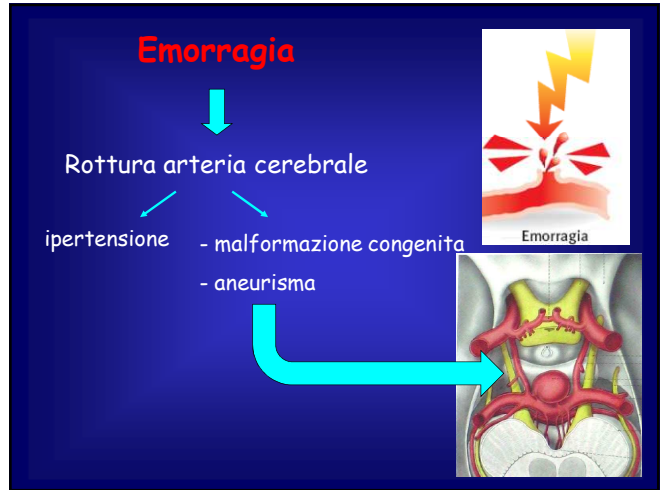 Emorragia
Rottura arteria cerebrale
ipertensione
- malformazione congenita
- aneurisma
Emorragia